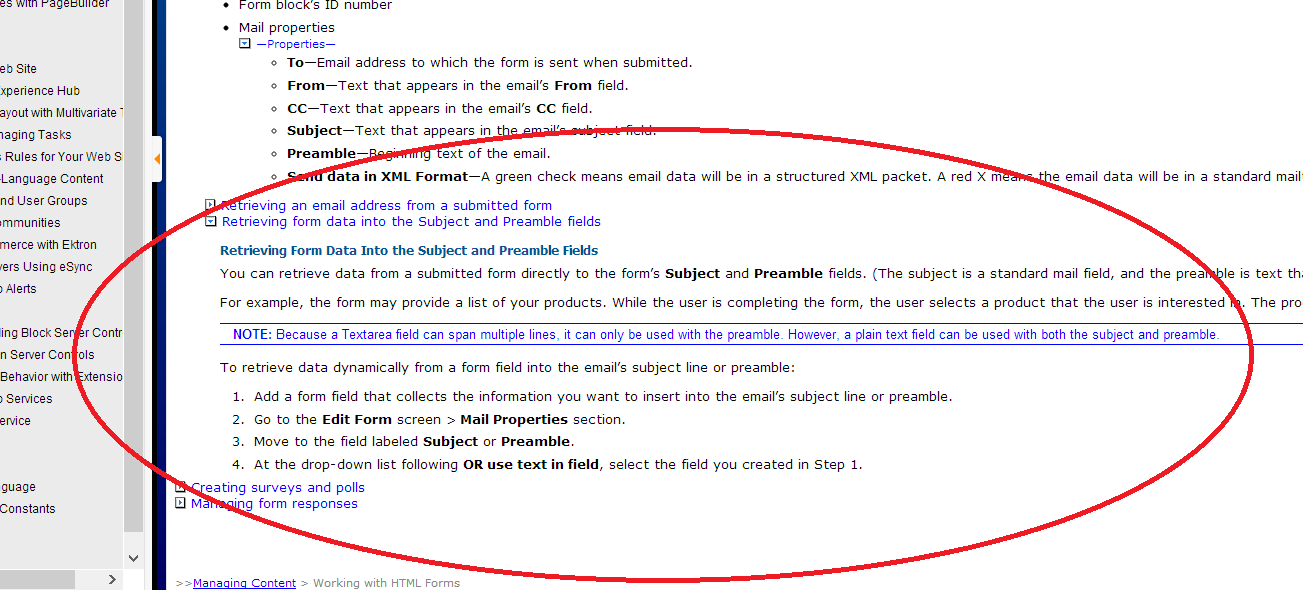 es with PageBuilder
eb Site
xperience Hub
ayout with Multivariate T
naging Tasks
s Rules for Your Web S
-Language Content
nd User Groups
ommunities
merce with Ektron
vers Using eSync
o Alerts
ling Block Server Contr
n Server Controls
Behavior with Extensio
o Services
ervice
nguage
Constants
Form block's ID number
Mail properties
—Properties—
To—Email address to which the form is sent when submitted.
From—Text that appears in the email's From field.
CC—Text that appears in the email's CC field.
Subject—Text that appears in the email's subject field.
Preamble—Beginning text of the email.
Send data in XML Format—A green check means email data will be in a structured XML packet. A red X means the email data will be in a standard mail
Retrieving an email address from a submitted form
Retrieving form data into the Subject and Preamble fields
Retrieving Form Data Into the Subject and Preamble Fields
You can retrieve data from a submitted form directly to the form's Subject and Preamble fields. (The subject is a standard mail field, and the preamble is text tha
For example, the form may provide a list of your products. While the user is completing the form, the user selects a product that the user is interested in. The pro
NOTE: Because a Textarea field can span multiple lines, it can only be used with the preamble. However, a plain text field can be used with both the subject and preamble.
To retrieve data dynamically from a form field into the email's subject line or preamble:
1. Add a form field that collects the information you want to insert into the email's subject line or preamble.
2. Go to the Edit Form screen > Mail Properties section.
3. Move to the field labeled Subject or Preamble.
4. At the drop-down list following OR use text in field, select the field you created in Step 1.
Creating surveys and polls
Managing form responses
>>Managing Content > Working with HTML Forms